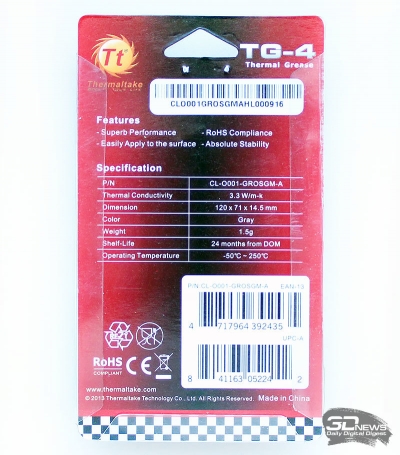 Tt
Thermaltake
TG-4
Thermal Grease
CLO001GROSGMAHL000916
Features
- Superb Performance - RoHS Compliance
- Easily Apply to the surface - Absolute Stability
Specification
P/N CL-O001-GROSGM-A
Thermal Conductivity 3.3 W/m-k
Dimension 120 x 71 x 14.5 mm
Color Gray
Weight 1.5g
Shelf-Life 24 months from DOM
Operating Temperature -50℃ ~ 250℃
P/N:CL-O001-GROSGM-A EAN-13
4 717964 392435
UPC-A
8 41163 05224 2
RoHS CE
www.thermaltake.com
© 2013 Thermaltake Technology Co., Ltd. All Rights Reserved. Made in China
3DNEWS
Daily Digital Digest